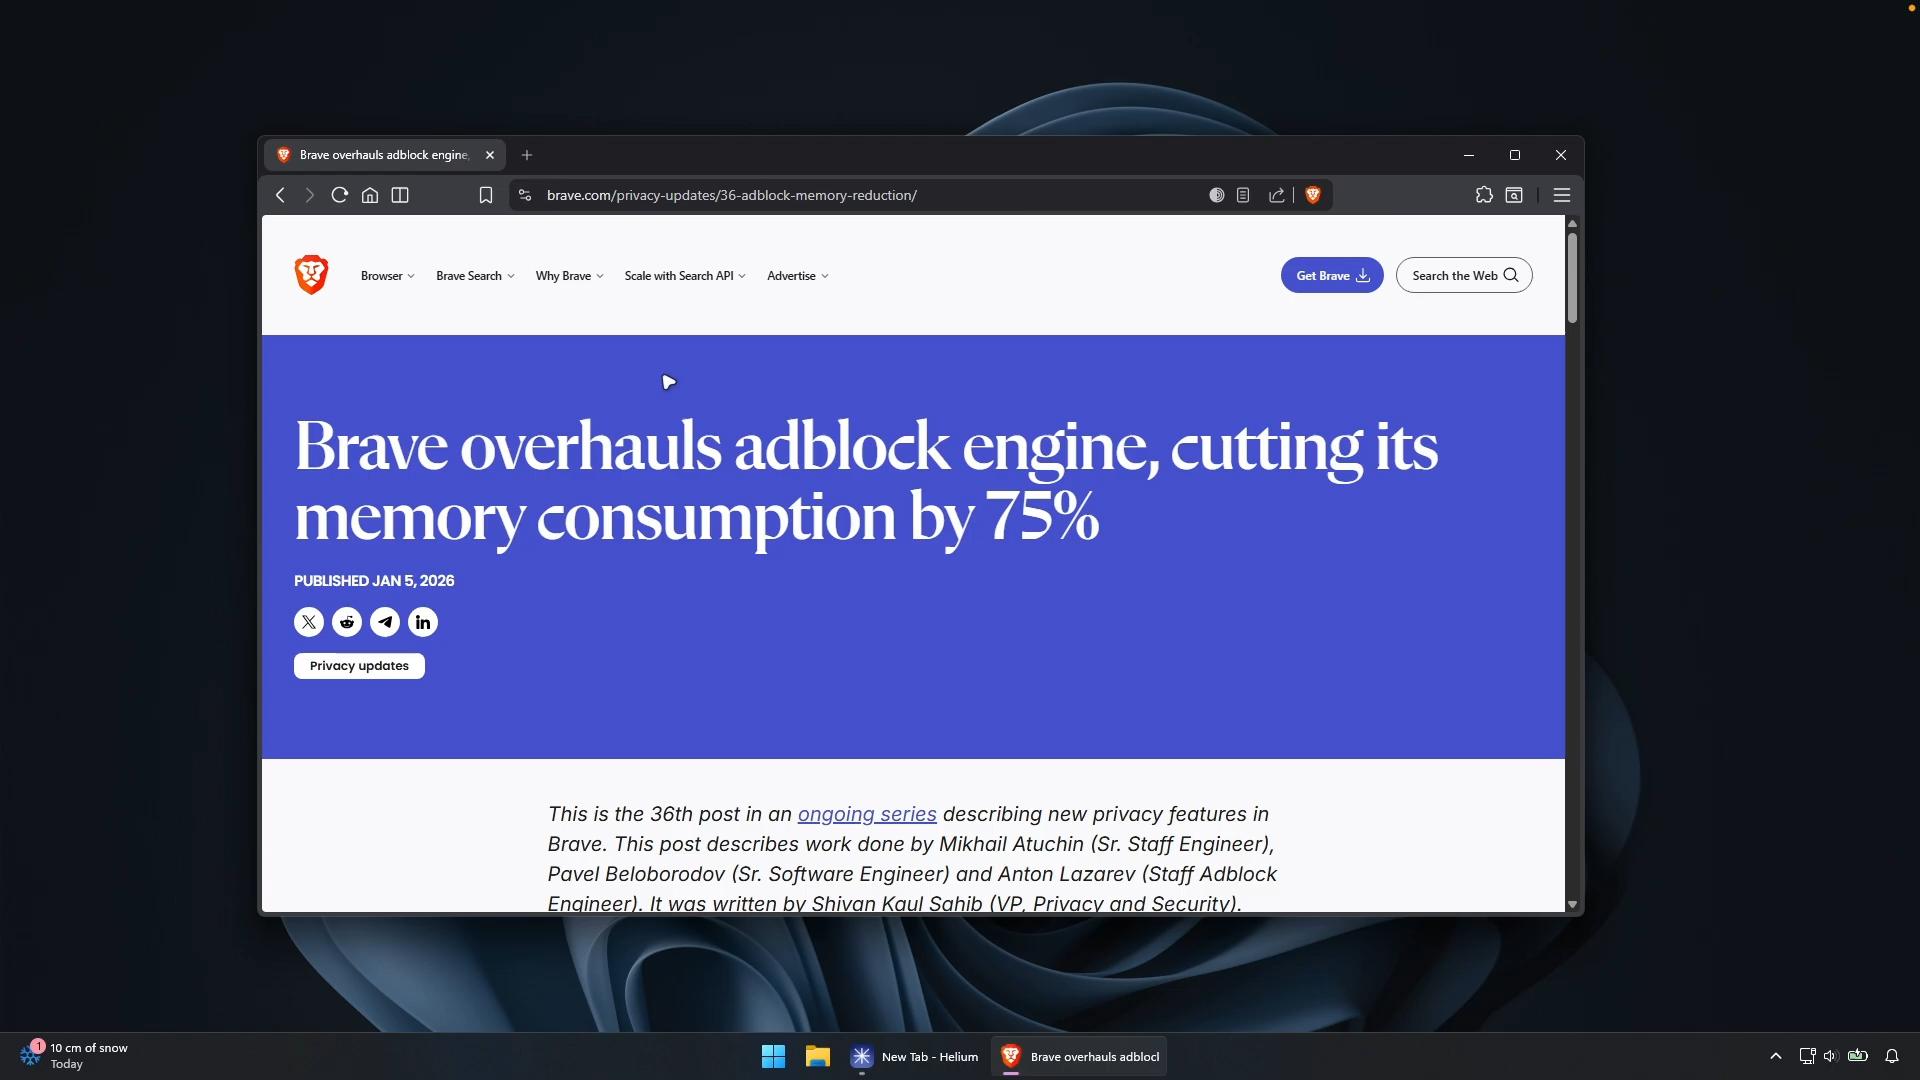 Brave overhauls adblock engine,
brave.com/privacy-updates/36-adblock-memory-reduction/
Browser Brave Search Why Brave Scale with Search API Advertise Get Brave Search the Web
Brave overhauls adblock engine, cutting its
memory consumption by 75%
PUBLISHED JAN 5, 2026
Privacy updates
This is the 36th post in an ongoing series describing new privacy features in
Brave. This post describes work done by Mikhail Atuchin (Sr. Staff Engineer),
Pavel Beloborodov (Sr. Software Engineer) and Anton Lazarev (Staff Adblock
Engineer). It was written by Shivan Kaul Sahib (VP, Privacy and Security).
1
10 cm of snow
Today
New Tab - Helium
Brave overhauls adblocl